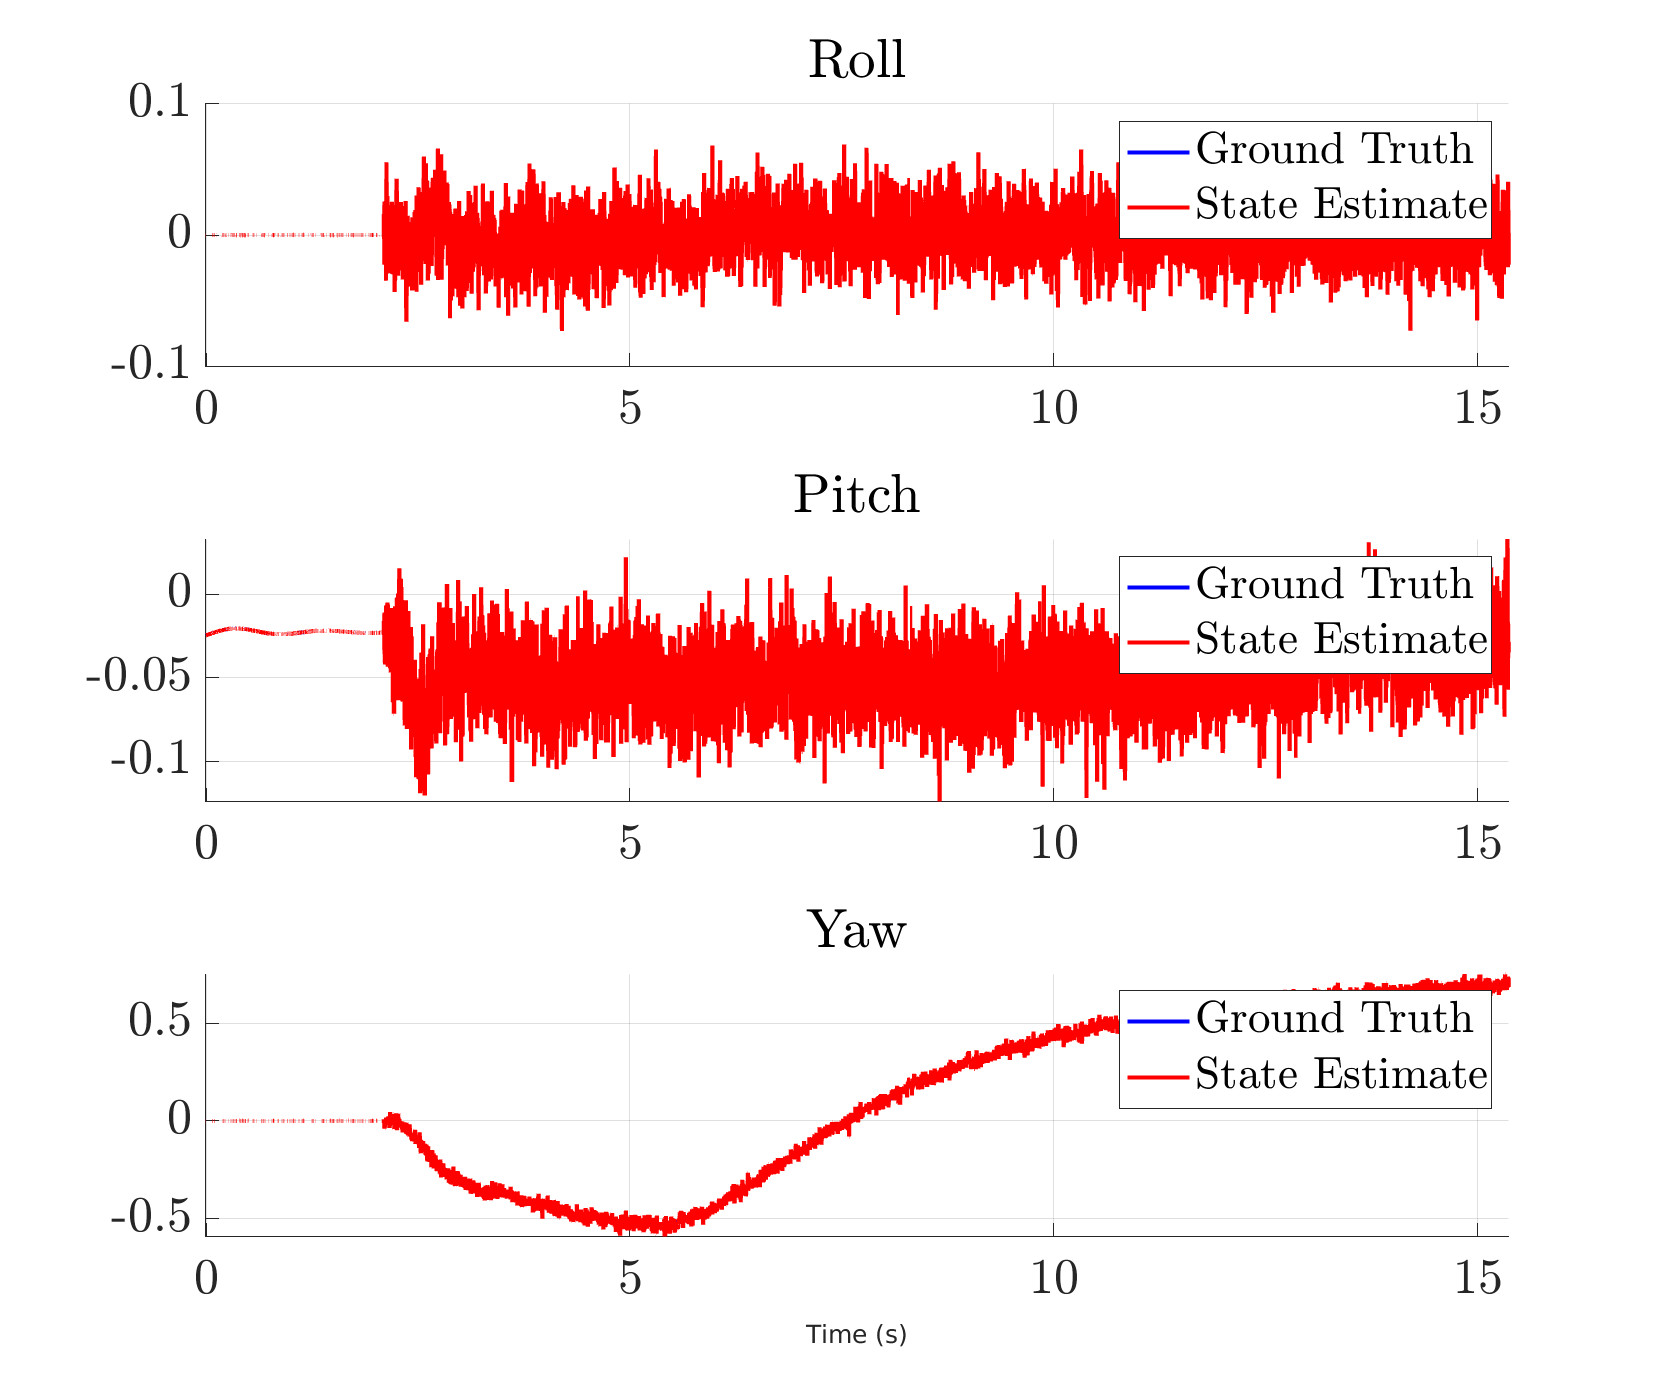 Roll
0.1
0
-0.1
0 5 10 15
Ground Truth
State Estimate
Pitch
0
-0.05
-0.1
0 5 10 15
Ground Truth
State Estimate
Yaw
0.5
0
-0.5
0 5 10 15
Ground Truth
State Estimate
Time (s)